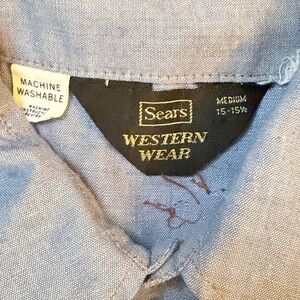 MACHINE
WASHABLE
Sears
WESTERN
WEAR
MEDIUM
15-15½